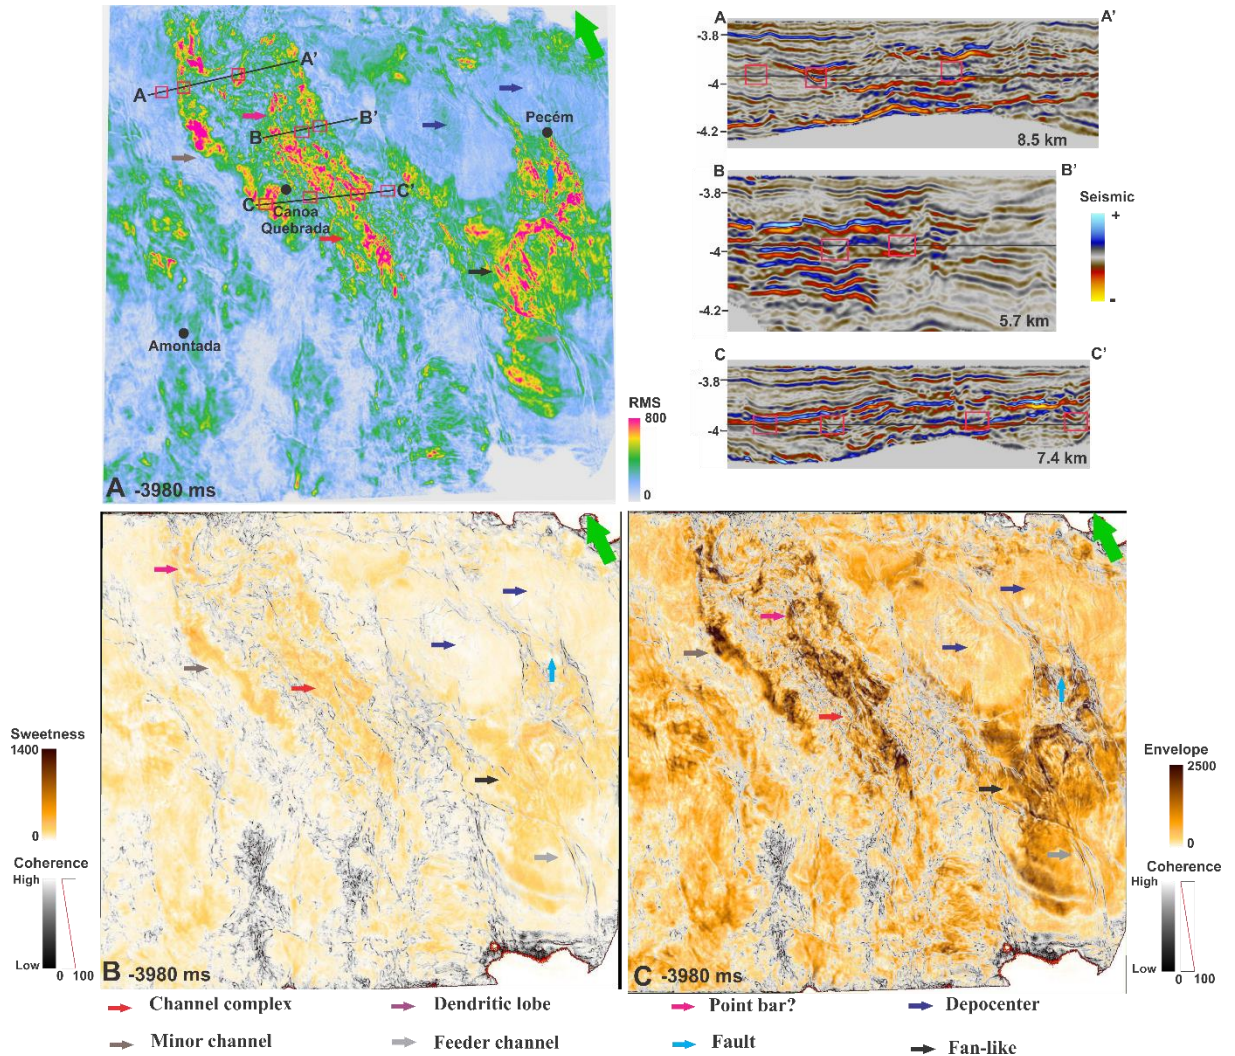 A
A'
B
B'
C
C'
Canoa
Quebrada
Pecém
Amontada
A -3980 ms
RMS
800
0
A
A'
-3.8
-4
-4.2
8.5 km
B
B'
-3.8
-4
-4.2
5.7 km
Seismic
+
-
C
C'
-3.8
-4
7.4 km
Sweetness
1400
0
Coherence
High
Low
0 100
B -3980 ms
C -3980 ms
Envelope
2500
0
Coherence
High
Low
0 100
Channel complex
Dendritic lobe
Point bar?
Depocenter
Minor channel
Feeder channel
Fault
Fan-like